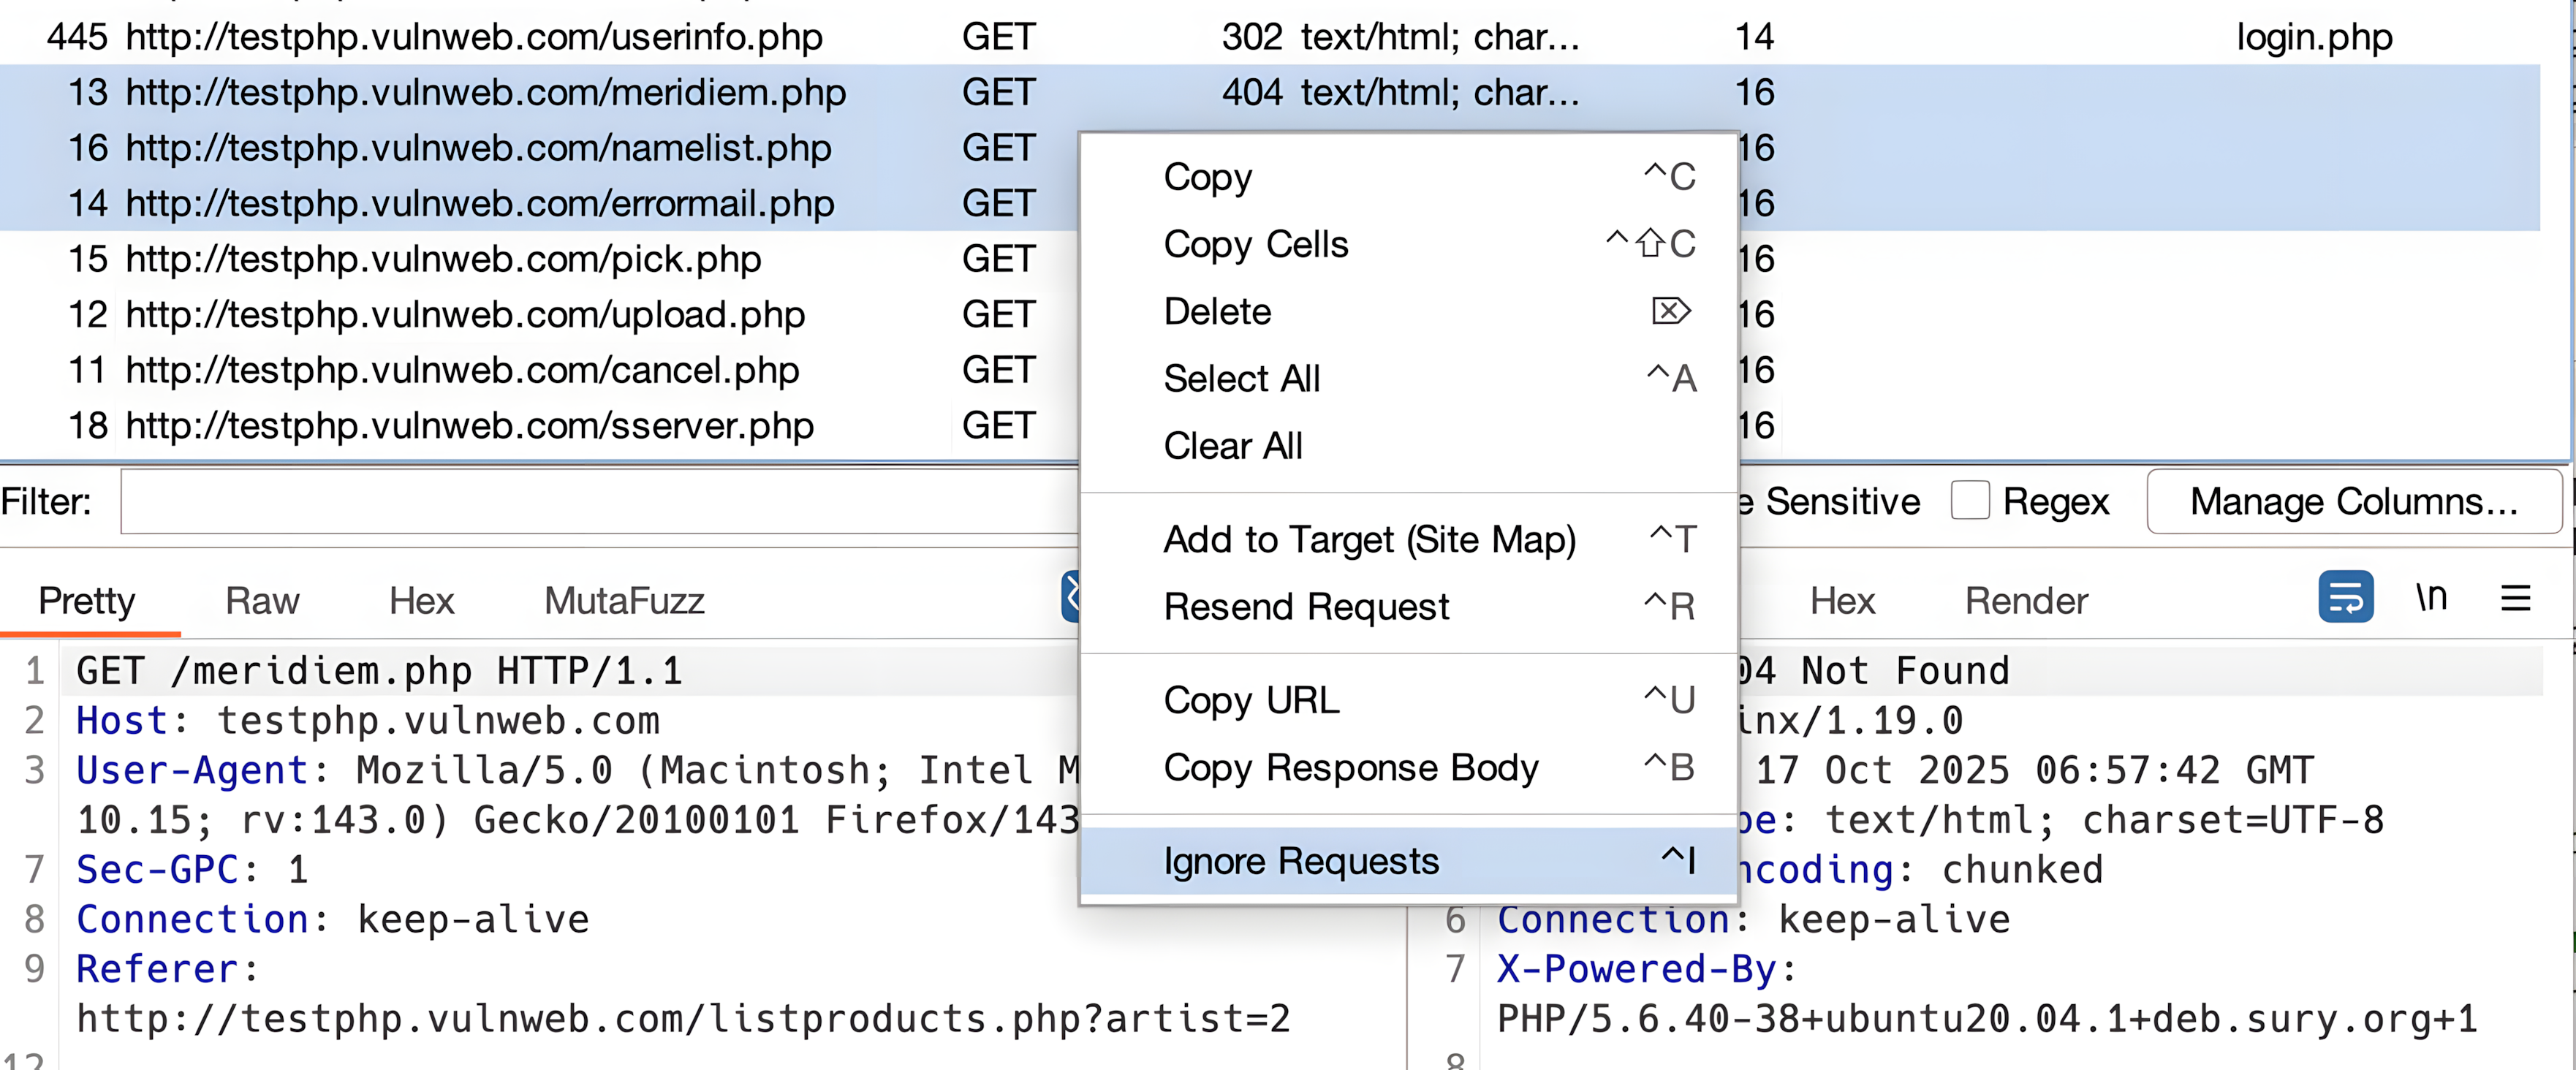 445 http://testphp.vulnweb.com/userinfo.php GET 302 text/html; char... 14 login.php
13 http://testphp.vulnweb.com/meridiem.php GET 404 text/html; char... 16
16 http://testphp.vulnweb.com/namelist.php GET 16
14 http://testphp.vulnweb.com/errormail.php GET 16
15 http://testphp.vulnweb.com/pick.php GET 16
12 http://testphp.vulnweb.com/upload.php GET 16
11 http://testphp.vulnweb.com/cancel.php GET 16
18 http://testphp.vulnweb.com/sserver.php GET 16
Copy ^C
Copy Cells ^⇧C
Delete ⌦
Select All ^A
Clear All
Add to Target (Site Map) ^T
Resend Request ^R
Copy URL ^U
Copy Response Body ^B
Ignore Requests ^I
Filter: e Sensitive Regex Manage Columns...
Pretty Raw Hex MutaFuzz
Hex Render \n
1 GET /meridiem.php HTTP/1.1
2 Host: testphp.vulnweb.com
3 User-Agent: Mozilla/5.0 (Macintosh; Intel M
10.15; rv:143.0) Gecko/20100101 Firefox/143
7 Sec-GPC: 1
8 Connection: keep-alive
9 Referer:
http://testphp.vulnweb.com/listproducts.php?artist=2
12
04 Not Found
inx/1.19.0
17 Oct 2025 06:57:42 GMT
pe: text/html; charset=UTF-8
ncoding: chunked
6 Connection: keep-alive
7 X-Powered-By:
PHP/5.6.40-38+ubuntu20.04.1+deb.sury.org+1
8